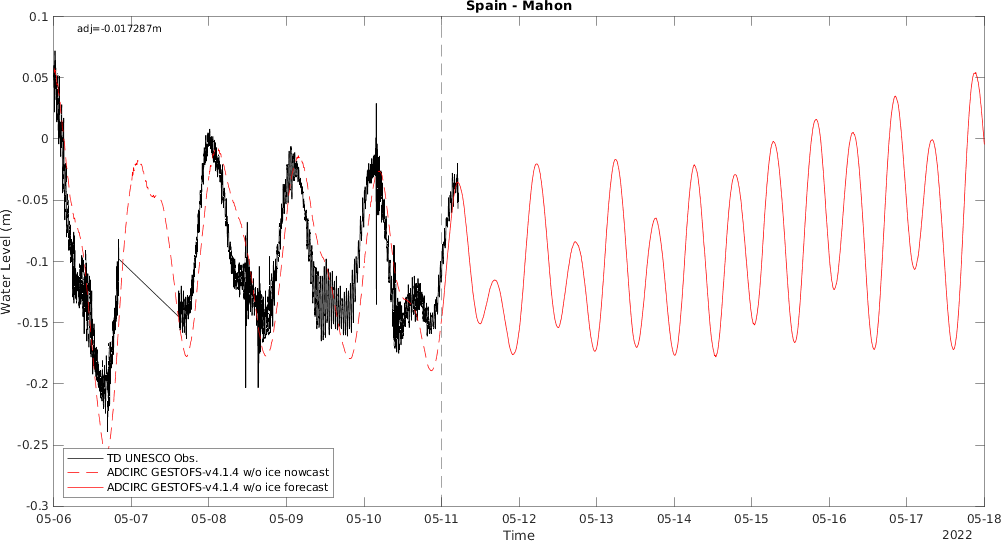 Spain - Mahon
adj=-0.017287m
0.1
0.05
0
-0.05
-0.1
-0.15
-0.2
-0.25
-0.3
Water Level (m)
TD UNESCO Obs.
ADCIRC GESTOFS-v4.1.4 w/o ice nowcast
ADCIRC GESTOFS-v4.1.4 w/o ice forecast
05-06 05-07 05-08 05-09 05-10 05-11 05-12 05-13 05-14 05-15 05-16 05-17 05-18
Time
2022